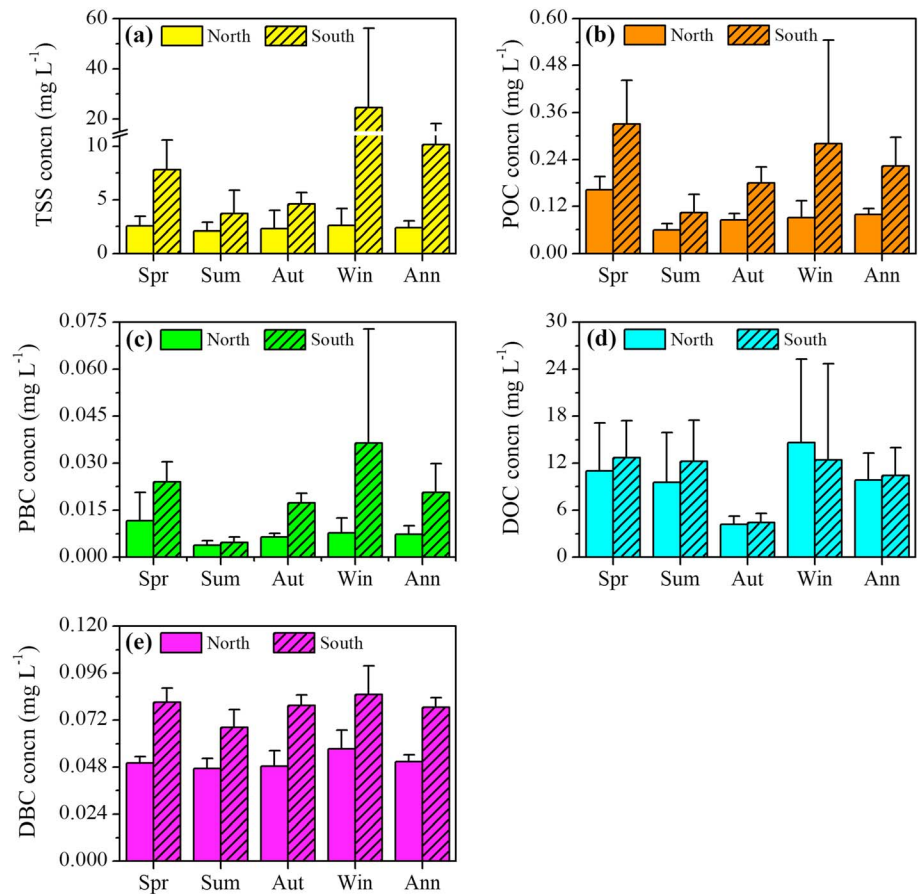 (a) North South
TSS concn (mg L-1)
60
40
20
10
5
0
Spr Sum Aut Win Ann
(b) North South
POC concn (mg L-1)
0.60
0.48
0.36
0.24
0.12
0.00
Spr Sum Aut Win Ann
(c) North South
PBC concn (mg L-1)
0.075
0.060
0.045
0.030
0.015
0.000
Spr Sum Aut Win Ann
(d) North South
DOC concn (mg L-1)
30
24
18
12
6
0
Spr Sum Aut Win Ann
(e) North South
DBC concn (mg L-1)
0.120
0.096
0.072
0.048
0.024
0.000
Spr Sum Aut Win Ann